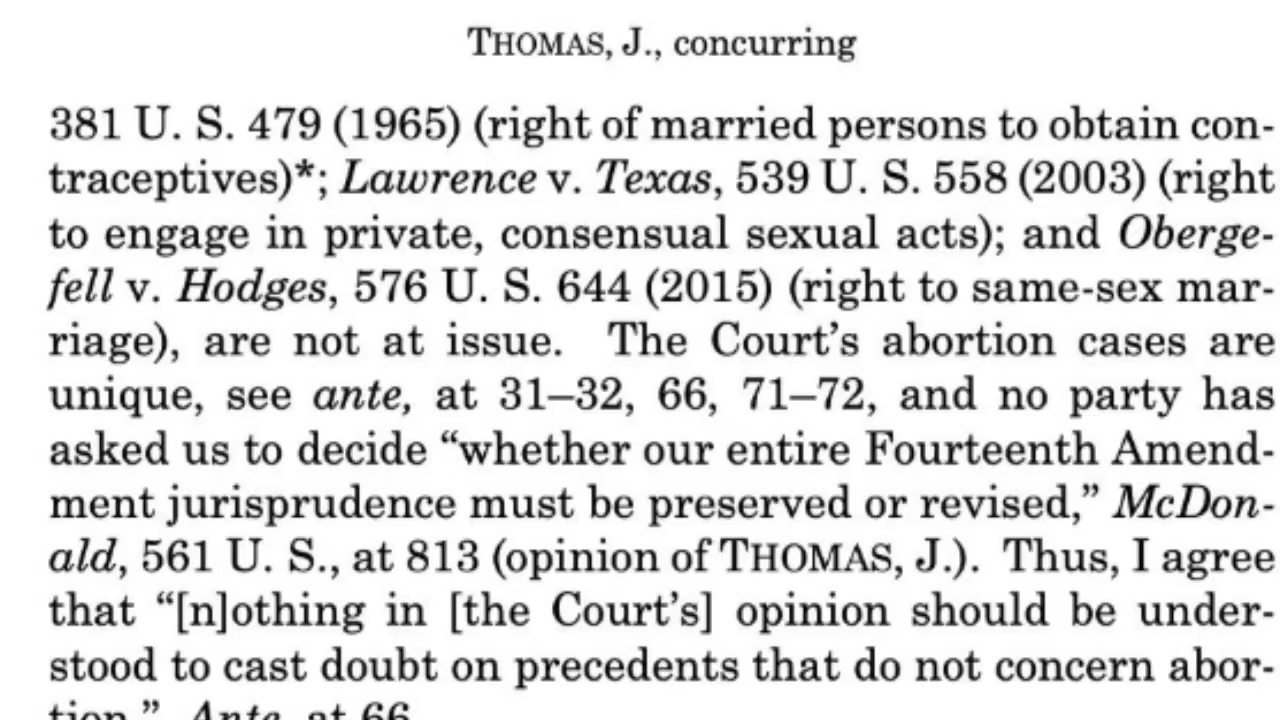 THOMAS, J., concurring
381 U. S. 479 (1965) (right of married persons to obtain con-
traceptives)*; Lawrence v. Texas, 539 U. S. 558 (2003) (right
to engage in private, consensual sexual acts); and Oberge-
fell v. Hodges, 576 U. S. 644 (2015) (right to same-sex mar-
riage), are not at issue. The Court’s abortion cases are
unique, see ante, at 31–32, 66, 71–72, and no party has
asked us to decide “whether our entire Fourteenth Amend-
ment jurisprudence must be preserved or revised,” McDon-
ald, 561 U. S., at 813 (opinion of THOMAS, J.). Thus, I agree
that “[n]othing in [the Court’s] opinion should be under-
stood to cast doubt on precedents that do not concern abor-
tion.” Ante, at 66